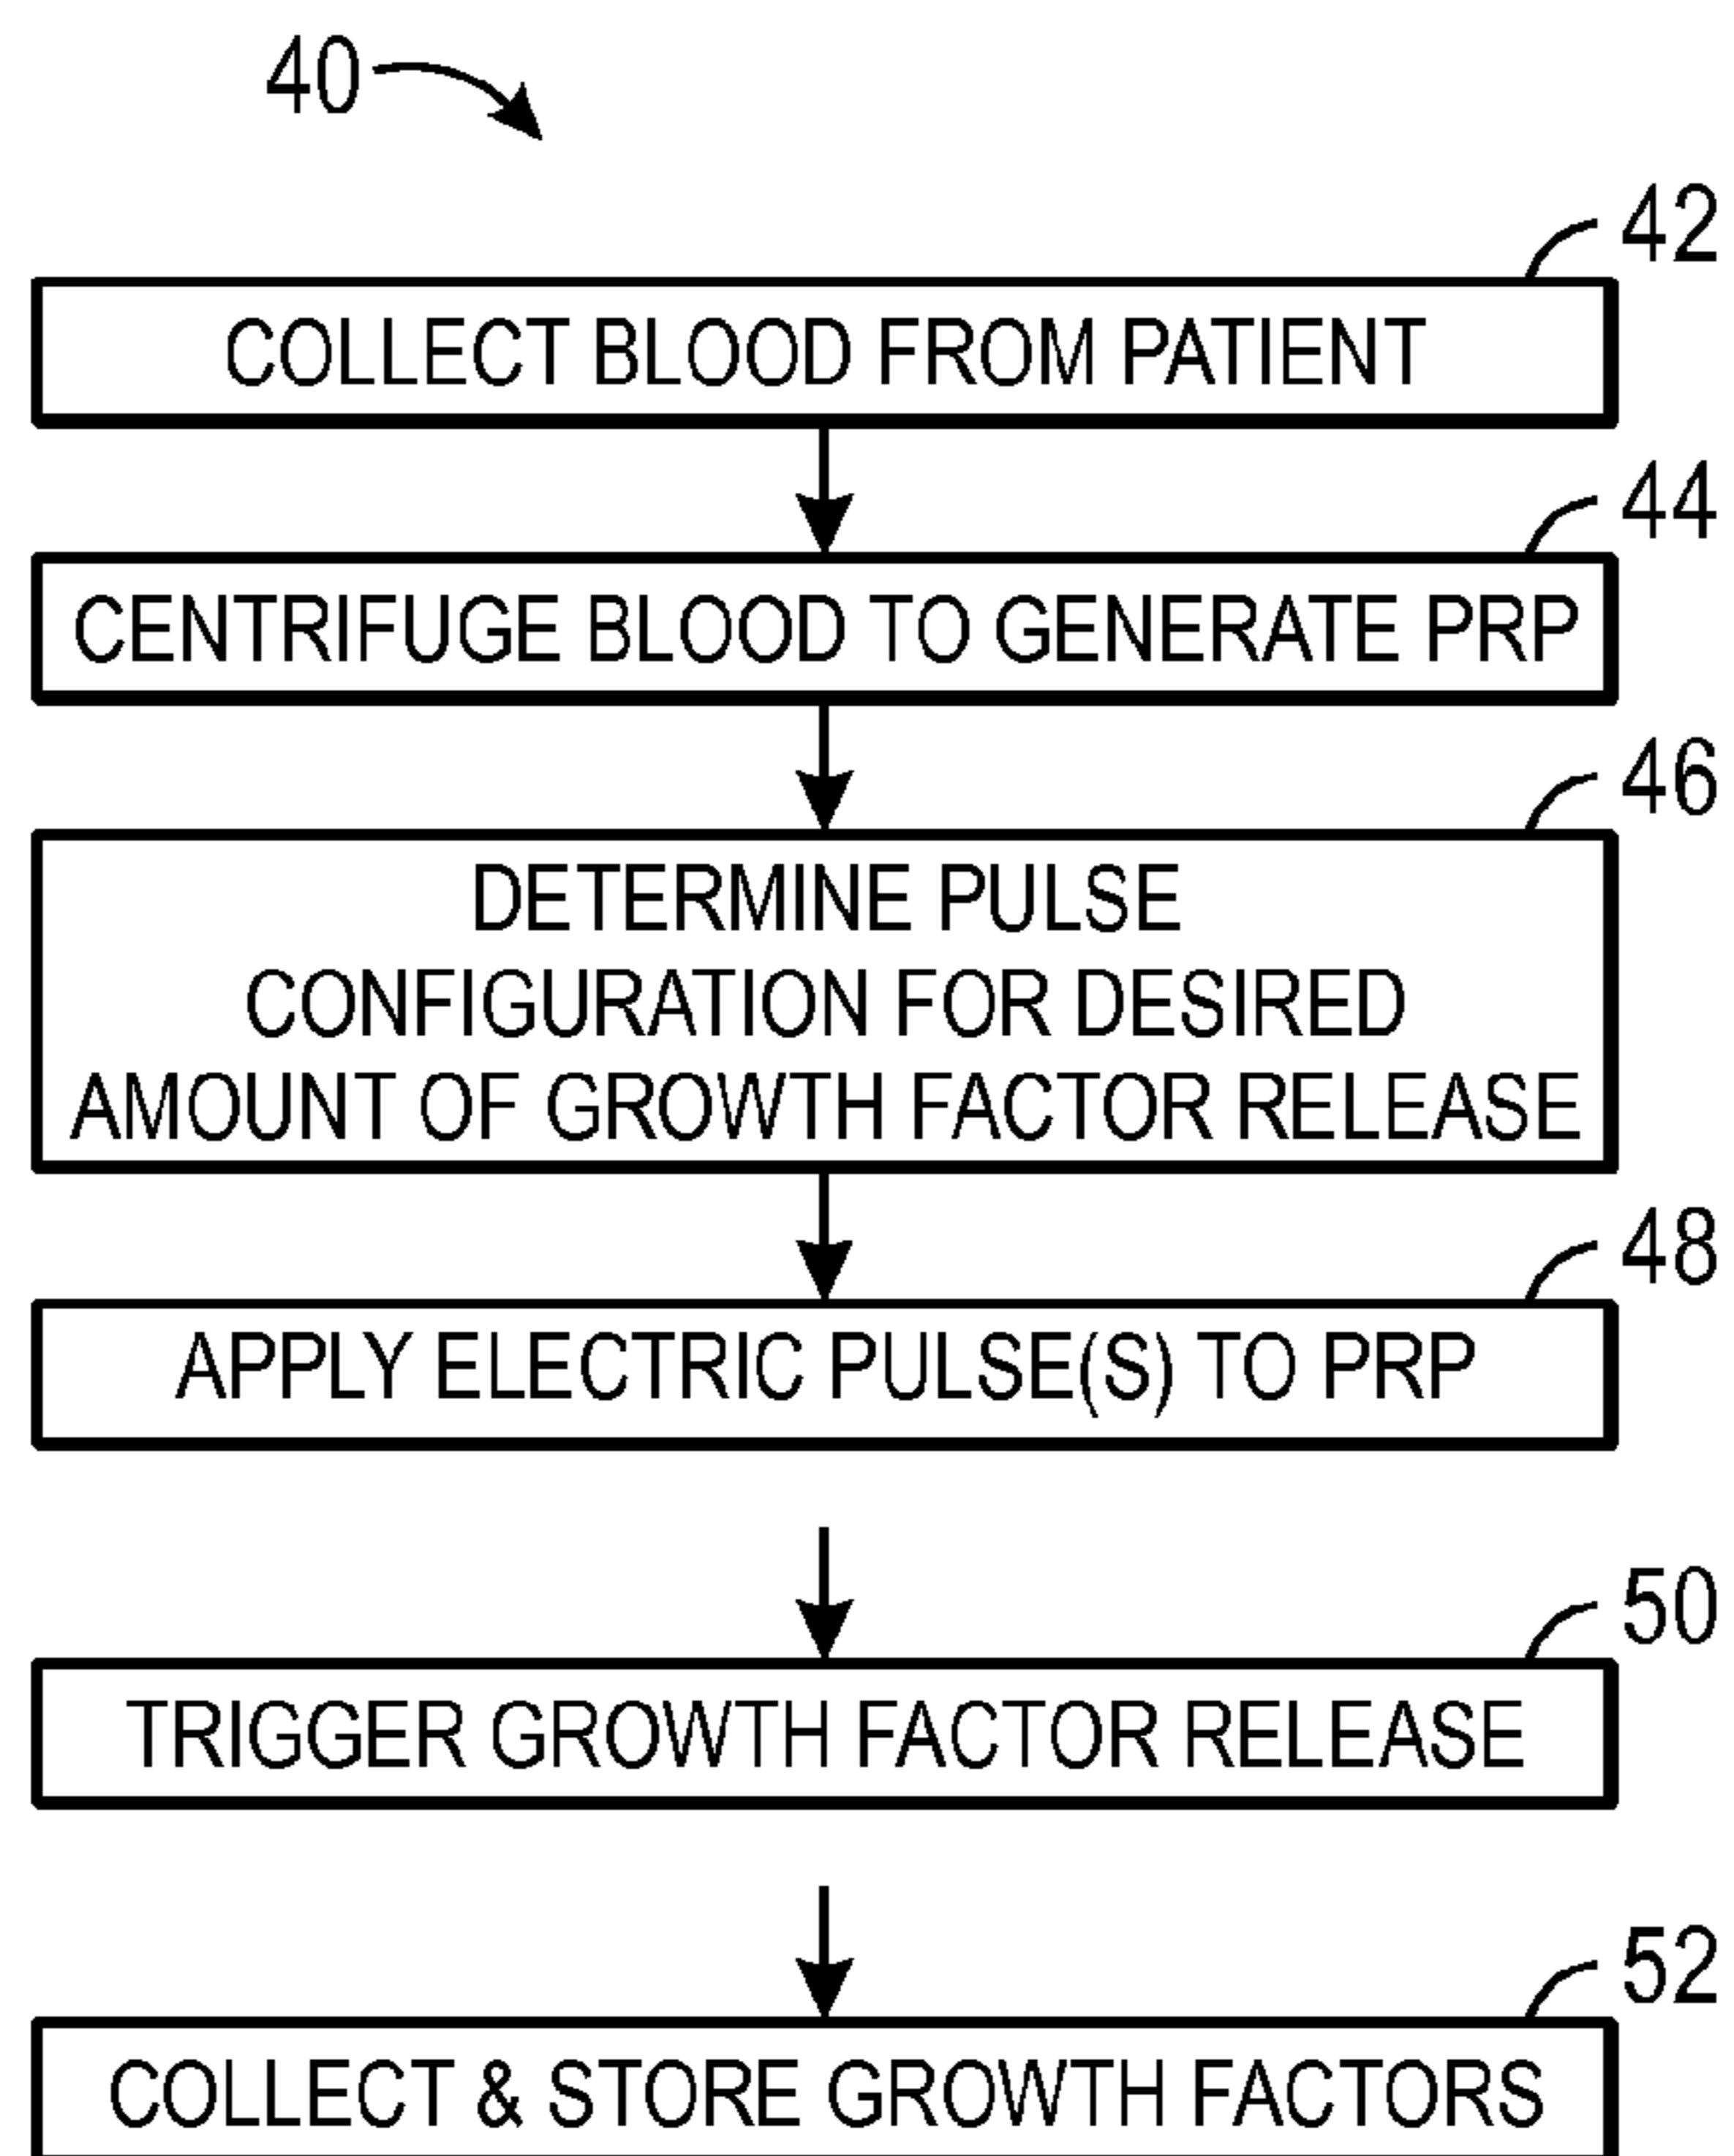 40
42
COLLECT BLOOD FROM PATIENT
44
CENTRIFUGE BLOOD TO GENERATE PRP
46
DETERMINE PULSE
CONFIGURATION FOR DESIRED
AMOUNT OF GROWTH FACTOR RELEASE
48
APPLY ELECTRIC PULSE(S) TO PRP
50
TRIGGER GROWTH FACTOR RELEASE
52
COLLECT & STORE GROWTH FACTORS